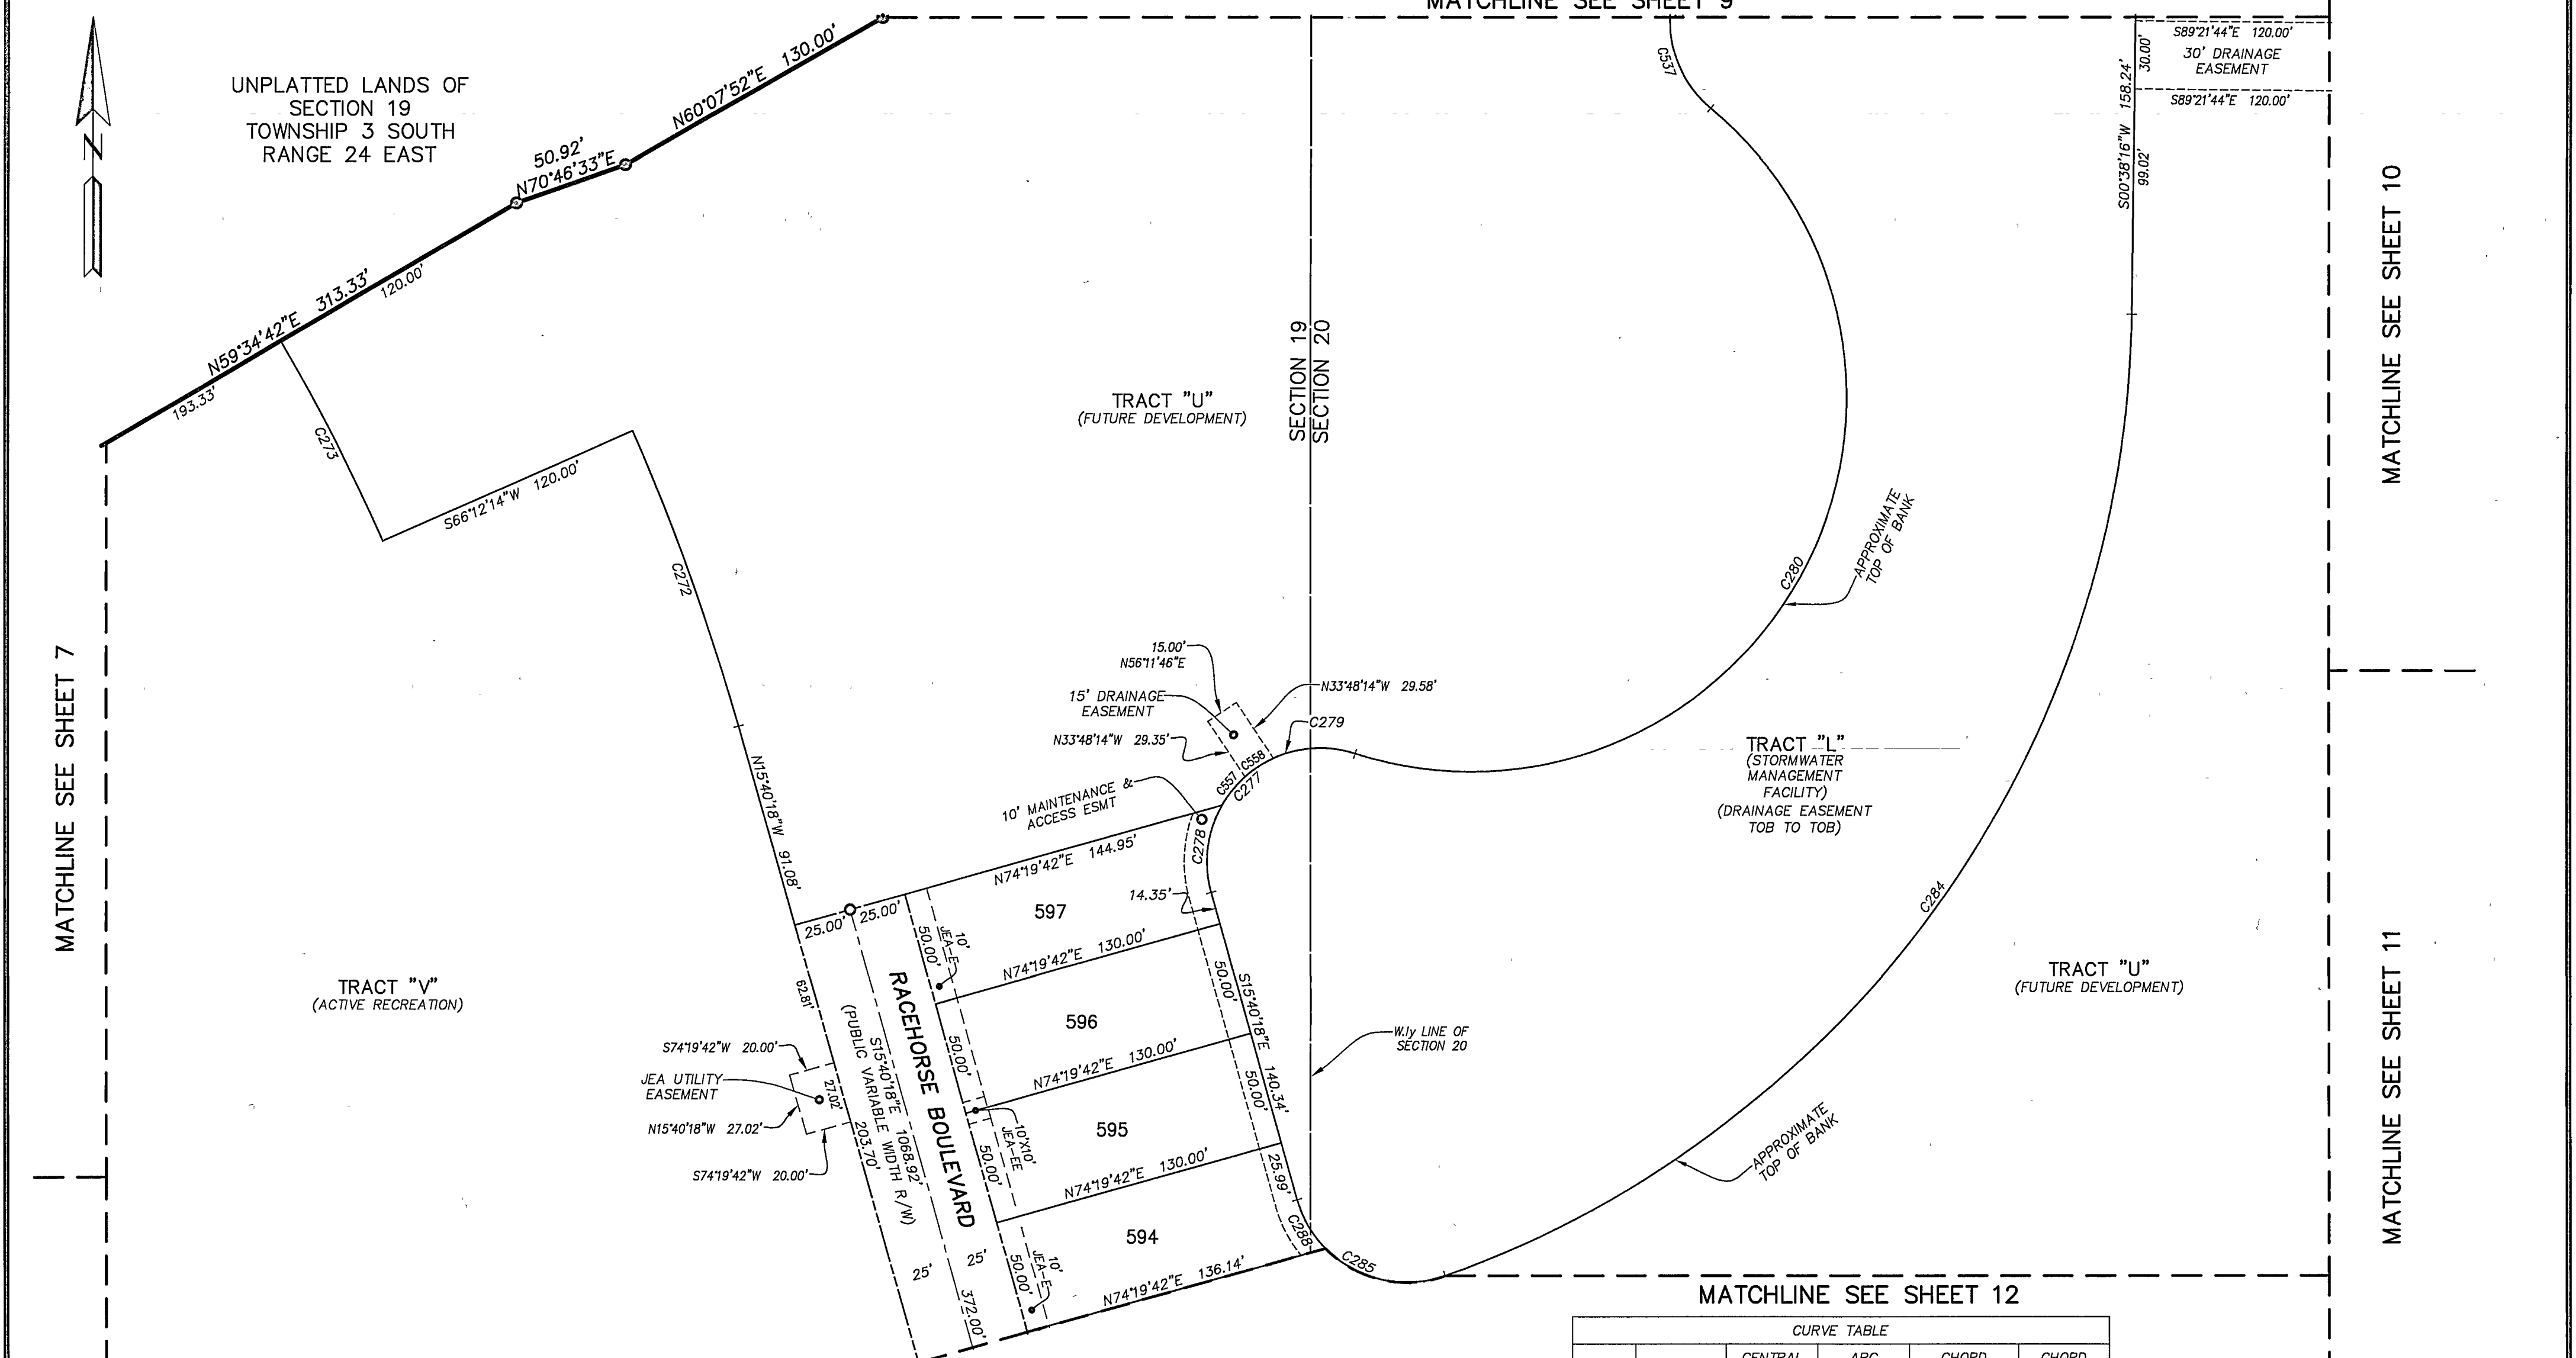 MATCHLINE SEE SHEET 9
UNPLATTED LANDS OF
SECTION 19
TOWNSHIP 3 SOUTH
RANGE 24 EAST
N
N60°07'52"E 130.00'
50.92'
N70°46'33"E
N59°34'42"E 313.33'
120.00'
193.33'
C273
S66°12'14"W 120.00'
C272
N15°40'18"W 91.08'
TRACT "U"
(FUTURE DEVELOPMENT)
SECTION 19
SECTION 20
C537
S89°21'44"E 120.00'
30' DRAINAGE
EASEMENT
S89°21'44"E 120.00'
30.00'
S00°38'16"W 158.24'
99.02'
MATCHLINE SEE SHEET 10
APPROXIMATE
TOP OF BANK
C280
MATCHLINE SEE SHEET 7
15.00'
N56°11'46"E
15' DRAINAGE
EASEMENT
N33°48'14"W 29.58'
N33°48'14"W 29.35'
C279
C557
C558
C277
10' MAINTENANCE &
ACCESS ESMT
C278
N74°19'42"E 144.95'
14.35'
TRACT "L"
(STORMWATER
MANAGEMENT
FACILITY)
(DRAINAGE EASEMENT
TOB TO TOB)
C284
TRACT "U"
(FUTURE DEVELOPMENT)
MATCHLINE SEE SHEET 11
TRACT "V"
(ACTIVE RECREATION)
25.00'
25.00'
597
50.00'
10'
JEA-E
N74°19'42"E 130.00'
62.81'
RACEHORSE BOULEVARD
S15°40'18"E 1068.92'
(PUBLIC VARIABLE WIDTH R/W)
596
50.00'
50.00'
S15°40'18"E 140.34'
N74°19'42"E 130.00'
W.ly LINE OF
SECTION 20
S74°19'42"W 20.00'
JEA UTILITY
EASEMENT
27.02'
N15°40'18"W 27.02'
203.70'
S74°19'42"W 20.00'
10'X10'
JEA-EE
595
50.00'
50.00'
N74°19'42"E 130.00'
25.99'
594
C288
C285
25'
25'
50.00'
10'
JEA-E
372.00'
N74°19'42"E 136.14'
APPROXIMATE
TOP OF BANK
MATCHLINE SEE SHEET 12
CURVE TABLE
CENTRAL ARC CHORD CHORD